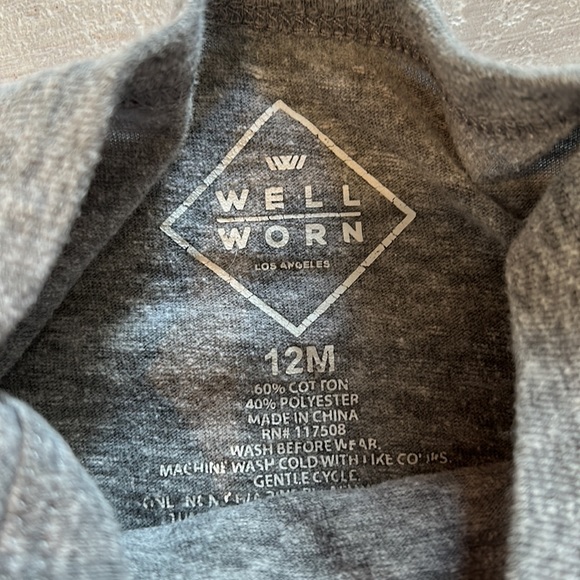 WELL
WORN
LOS ANGELES
12M
60% COTTON
40% POLYESTER
MADE IN CHINA
RN# 117508
WASH BEFORE WEAR.
MACHINE WASH COLD WITH LIKE COLORS.
GENTLE CYCLE.